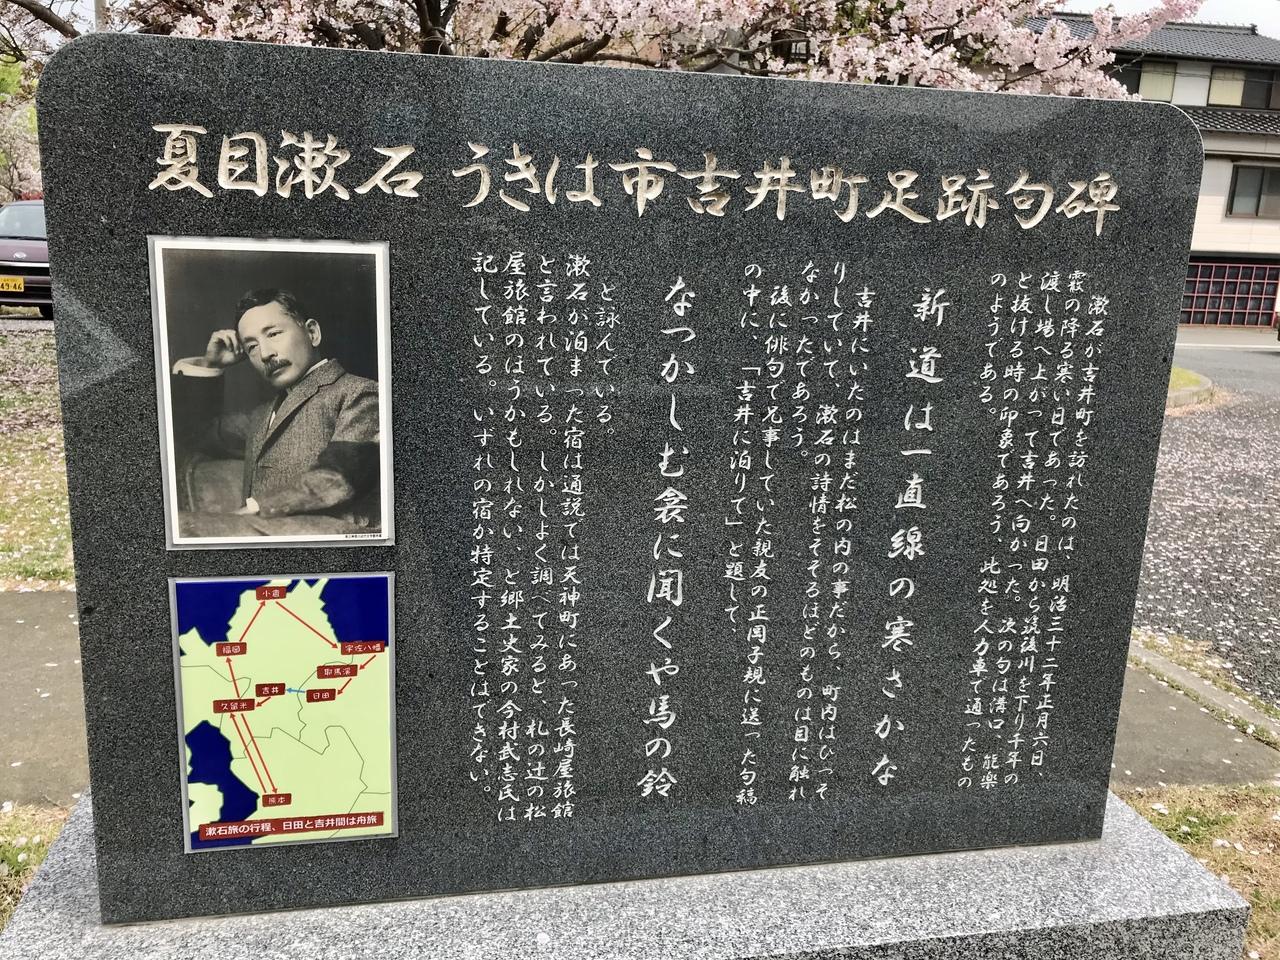 夏目漱石 うきは市吉井町足跡句碑
漱石が吉井町を訪れたのは、明治三十二年正月六日、
霰の降る寒い日であった。日田から筑後川を下り千年の
渡し場へ上がって吉井へ向かった。次の句は溝口、能楽
と抜ける時の印象であろう、此処を人力車で通ったもの
のようである。
新道は一直線の寒さかな
吉井にいたのはまだ松の内の事だから、町内はひっそ
りしていて、漱石の詩情をそそるほどのものは目に触れ
なかったであろう。
後に俳句で兄事していた親友の正岡子規に送った句稿
の中に、「吉井に泊りて」と題して、
なつかしむ衾に聞くや馬の鈴
と詠んでいる。
漱石が泊まった宿は通説では天神町にあった長崎屋旅館
と言われている。しかしよく調べてみると、札の辻の松
屋旅館のほうかもしれない、と郷土史家の今村武志氏は
記している。いずれの宿か特定することはできない。
小倉
福岡
宇佐八幡
耶馬溪
吉井
日田
久留米
熊本
漱石旅の行程、日田と吉井間は舟旅
49-46